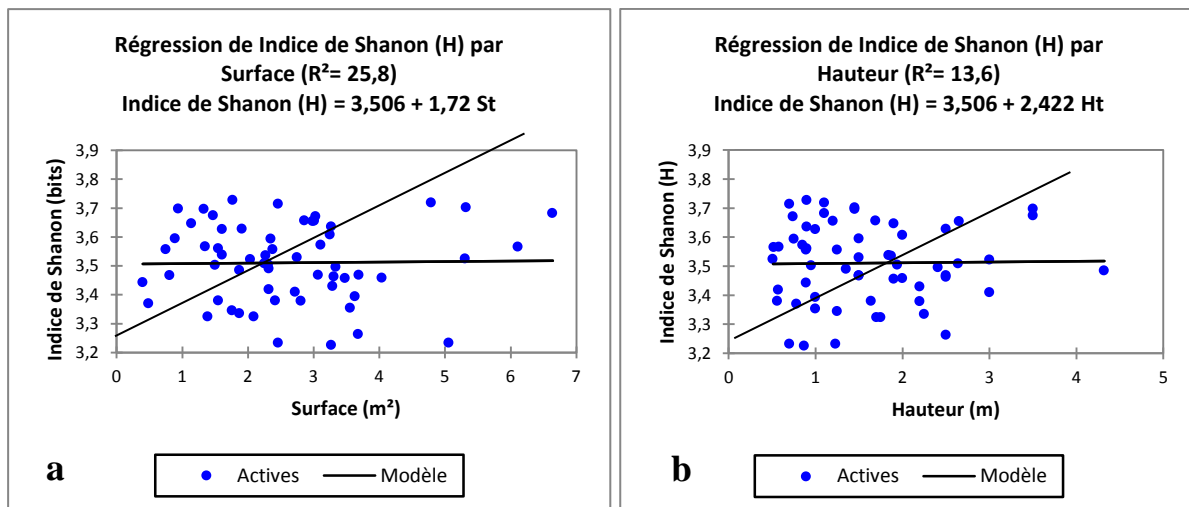 Régression de Indice de Shanon (H) par
Surface (R²= 25,8)
Indice de Shanon (H) = 3,506 + 1,72 St
Indice de Shanon (bits)
3,9
3,8
3,7
3,6
3,5
3,4
3,3
3,2
0 1 2 3 4 5 6 7
Surface (m²)
a
Actives Modèle
Régression de Indice de Shanon (H) par
Hauteur (R²= 13,6)
Indice de Shanon (H) = 3,506 + 2,422 Ht
Indice de Shanon (H)
3,9
3,8
3,7
3,6
3,5
3,4
3,3
3,2
0 1 2 3 4 5
Hauteur (m)
b
Actives Modèle